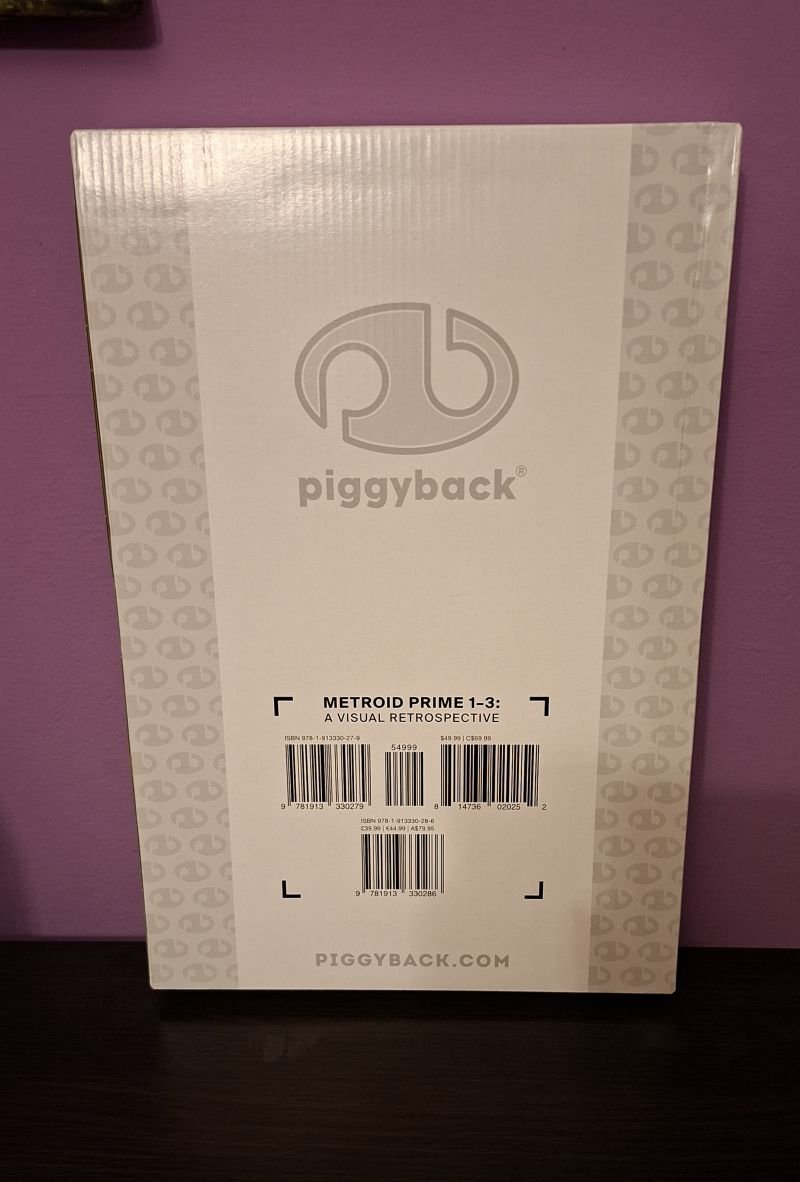 piggyback®
METROID PRIME 1–3:
A VISUAL RETROSPECTIVE
ISBN 978-1-913330-27-9
54999
$49.99 | C$69.99
9 781913 330279
8 14736 02025 2
ISBN 978-1-913330-28-6
£39.99 | €44.99 | A$79.95
9 781913 330286
PIGGYBACK.COM